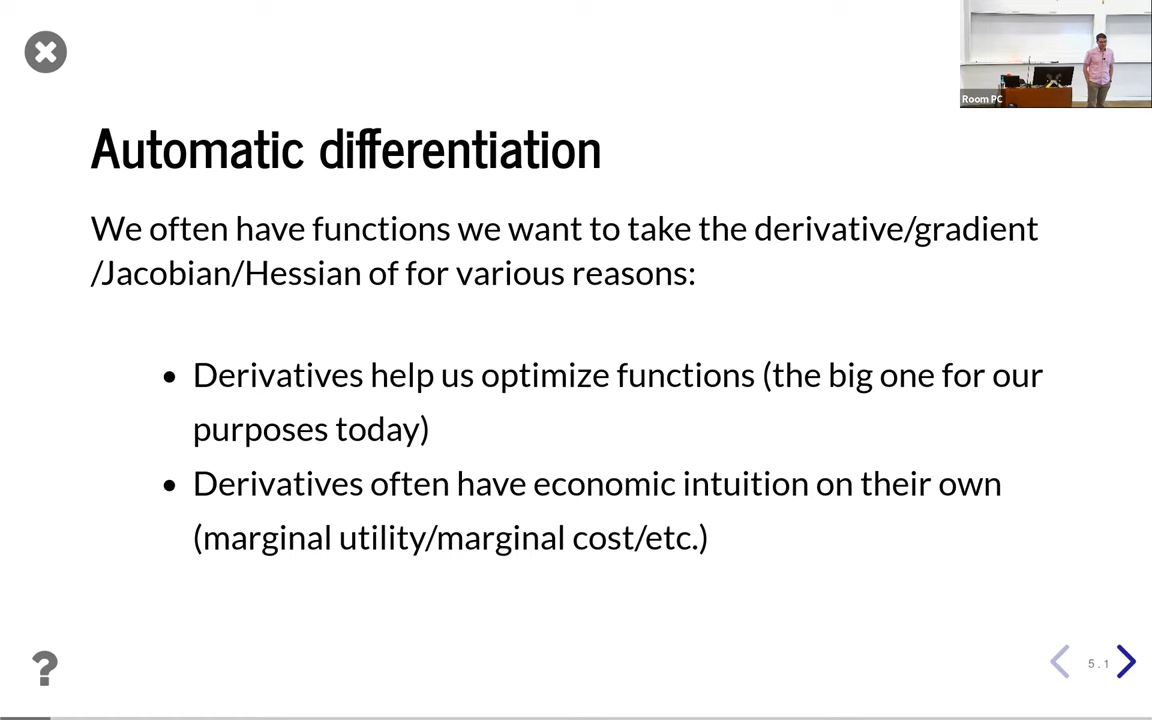 Room PC
Automatic differentiation
We often have functions we want to take the derivative/gradient
/Jacobian/Hessian of for various reasons:
• Derivatives help us optimize functions (the big one for our
purposes today)
• Derivatives often have economic intuition on their own
(marginal utility/marginal cost/etc.)
?
5.1